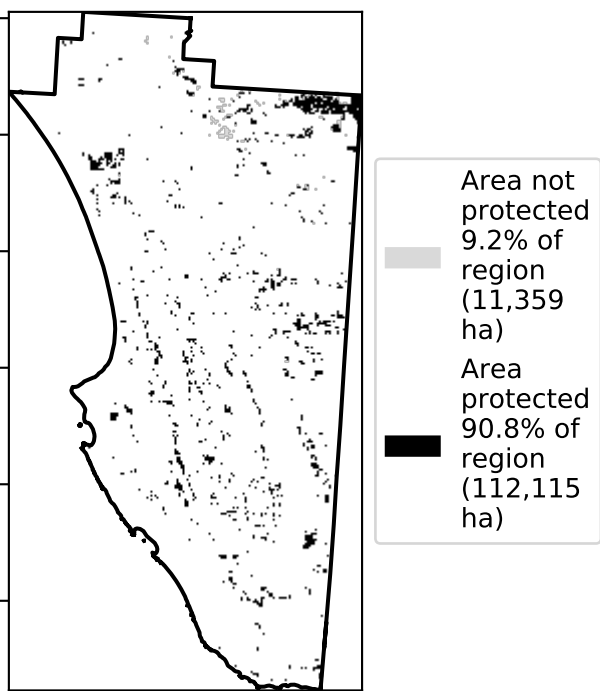 Area not
protected
9.2% of
region
(11,359
ha)
Area
protected
90.8% of
region
(112,115
ha)